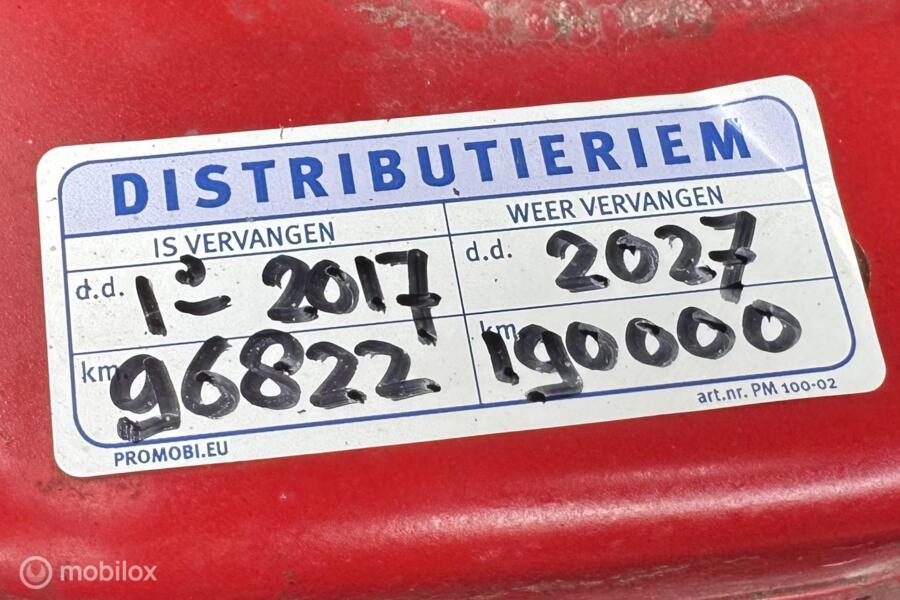 DISTRIBUTIERIEM
IS VERVANGEN
WEER VERVANGEN
d.d. 10-2017
d.d. 2027
km. 96822
km. 190000
PROMOBI.EU
art.nr. PM 100-02
mobilox